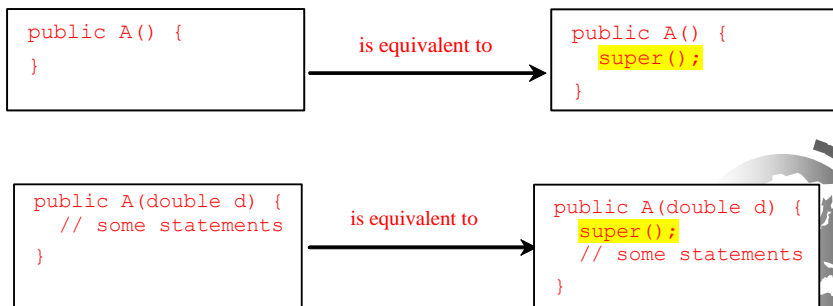 public A() {
}
is equivalent to
public A() {
super();
}
public A(double d) {
// some statements
}
is equivalent to
public A(double d) {
super();
// some statements
}